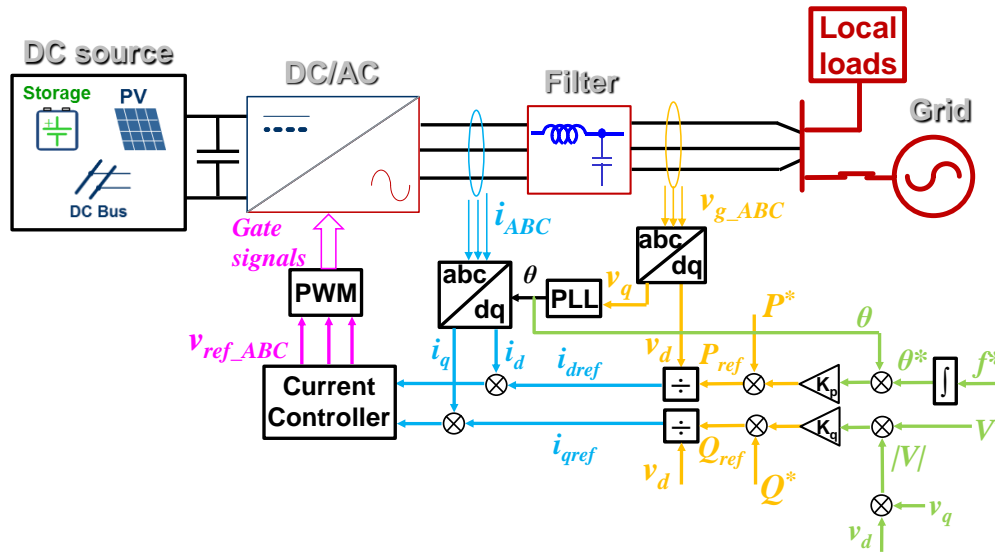 DC source
DC/AC
Filter
Local
loads
Grid
Storage
PV
DC Bus
Gate
signals
i_ABC
v_g_ABC
abc
dq
abc
dq
θ
PLL
v_q
PWM
v_ref_ABC
i_q
i_d
i_dref
v_d
P_ref
P*
θ
θ*
f*
÷
K_p
∫
Current
Controller
i_qref
÷
K_q
V
v_d
Q_ref
Q*
|V|
v_q
v_d